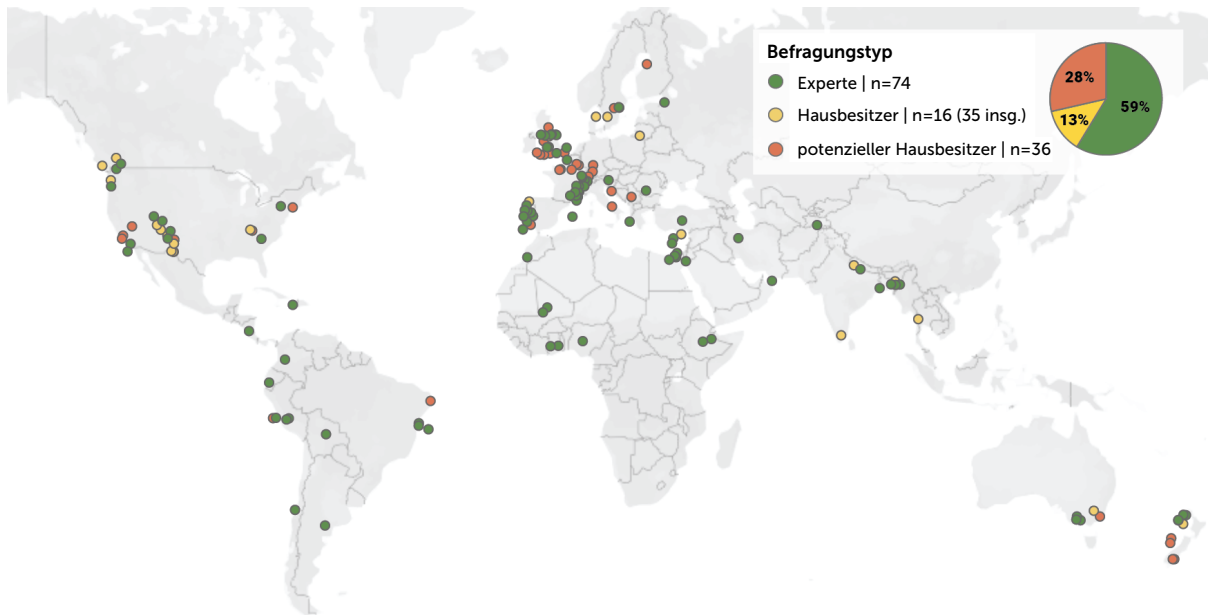 Befragungstyp
Experte | n=74
Hausbesitzer | n=16 (35 insg.)
potenzieller Hausbesitzer | n=36
28%
59%
13%